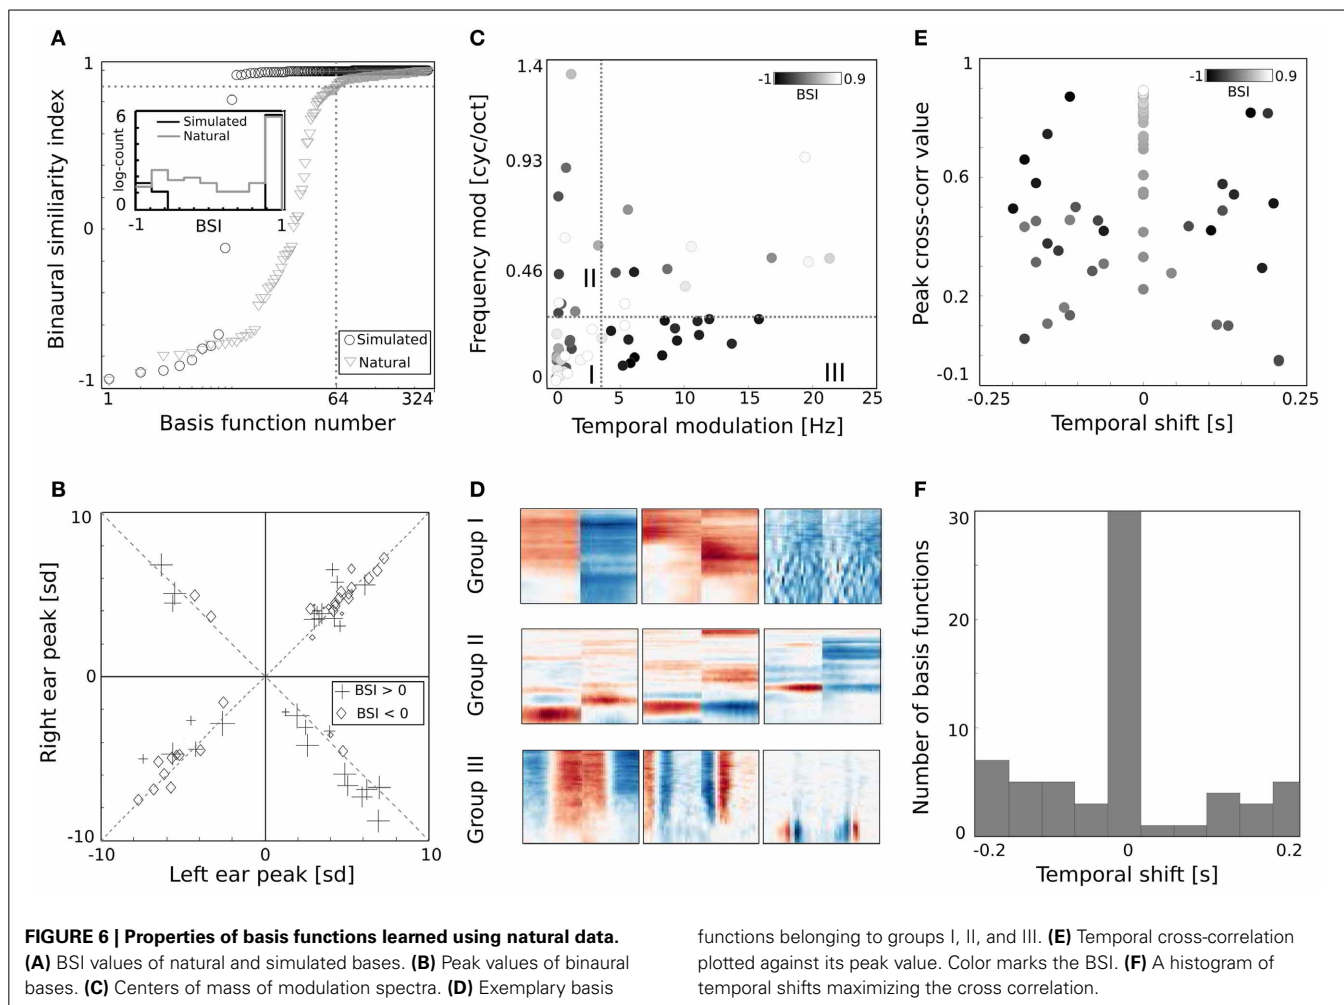 A
Binaural similiarity index
1
0
-1
6
log-count
0
Simulated
Natural
-1
BSI
1
Simulated
Natural
1
64
324
Basis function number
C
Frequency mod [cyc/oct]
1.4
0.93
0.46
0
-1
0.9
BSI
II
I
III
0
5
10
15
20
25
Temporal modulation [Hz]
E
Peak cross-corr value
1
0.6
0.2
-0.1
-1
0.9
BSI
-0.25
0
0.25
Temporal shift [s]
B
Right ear peak [sd]
10
0
-10
BSI > 0
BSI < 0
-10
0
10
Left ear peak [sd]
D
Group I
Group II
Group III
F
Number of basis functions
30
20
10
0
-0.2
0
0.2
Temporal shift [s]
FIGURE 6 | Properties of basis functions learned using natural data.
(A) BSI values of natural and simulated bases. (B) Peak values of binaural
bases. (C) Centers of mass of modulation spectra. (D) Exemplary basis
functions belonging to groups I, II, and III. (E) Temporal cross-correlation
plotted against its peak value. Color marks the BSI. (F) A histogram of
temporal shifts maximizing the cross correlation.